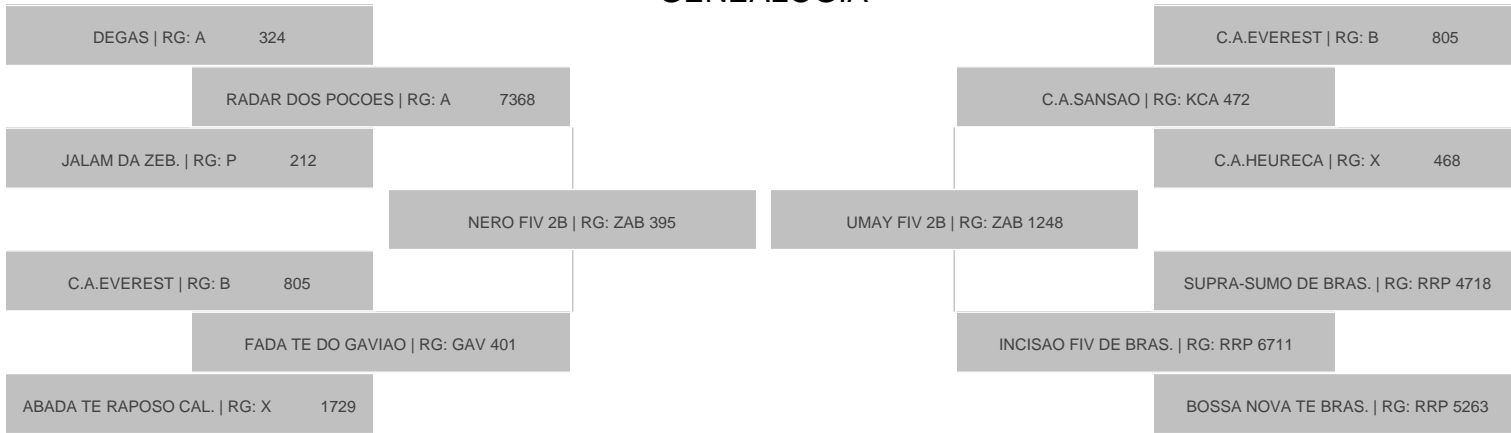 DEGAS | RG: A 324
C.A.EVEREST | RG: B 805
RADAR DOS POCOES | RG: A 7368
C.A.SANSAO | RG: KCA 472
JALAM DA ZEB. | RG: P 212
C.A.HEURECA | RG: X 468
NERO FIV 2B | RG: ZAB 395
UMAY FIV 2B | RG: ZAB 1248
C.A.EVEREST | RG: B 805
SUPRA-SUMO DE BRAS. | RG: RRP 4718
FADA TE DO GAVIAO | RG: GAV 401
INCISAO FIV DE BRAS. | RG: RRP 6711
ABADA TE RAPOSO CAL. | RG: X 1729
BOSSA NOVA TE BRAS. | RG: RRP 5263